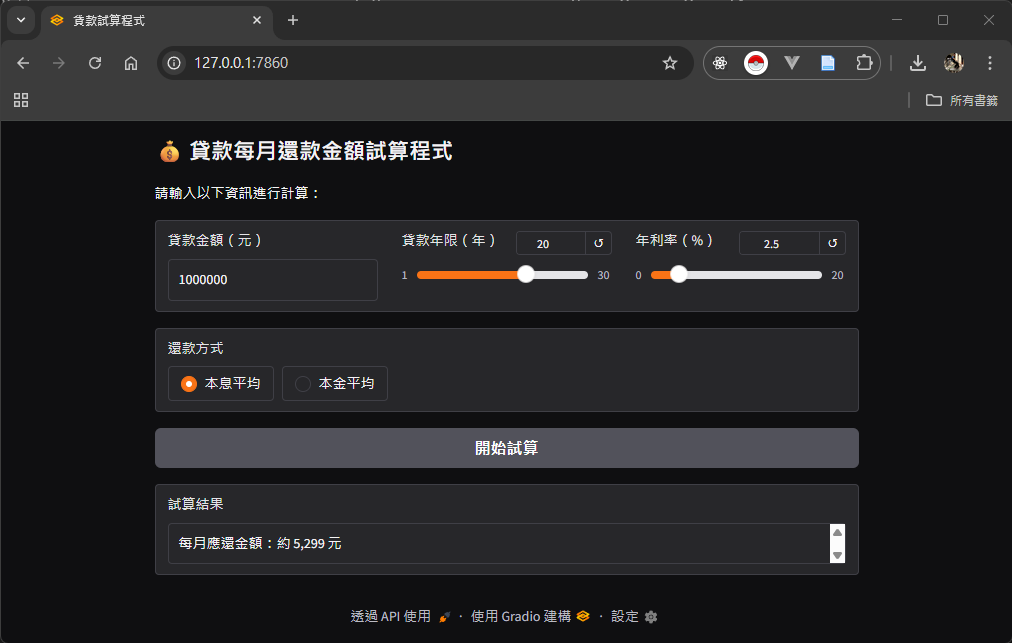 貸款試算程式
127.0.0.1:7860
所有書籤
貸款每月還款金額試算程式
請輸入以下資訊進行計算：
貸款金額（元） 貸款年限（年） 20 ↺ 年利率（%） 2.5 ↺
1000000 1 30 0 20
還款方式
本息平均 本金平均
開始試算
試算結果
每月應還金額：約 5,299 元
透過 API 使用 · 使用 Gradio 建構 · 設定